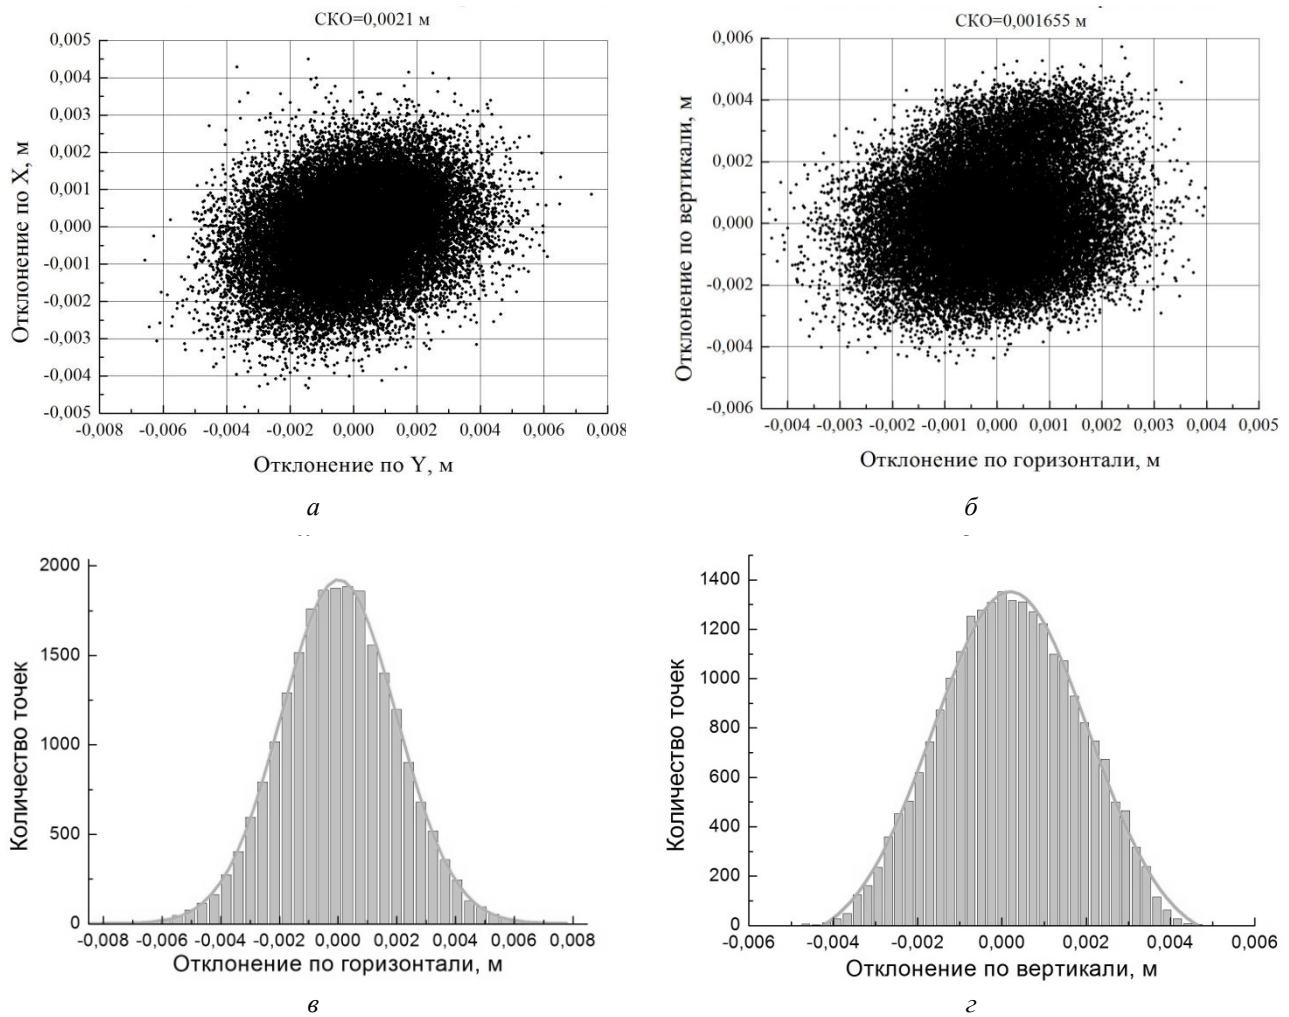 СКО=0,0021 м
0,005
0,004
0,003
0,002
0,001
0,000
-0,001
-0,002
-0,003
-0,004
-0,005
Отклонение по X, м
-0,008 -0,006 -0,004 -0,002 0,000 0,002 0,004 0,006 0,008
Отклонение по Y, м
а
СКО=0,001655 м
0,006
0,004
0,002
0,000
-0,002
-0,004
-0,006
Отклонение по вертикали, м
-0,004 -0,003 -0,002 -0,001 0,000 0,001 0,002 0,003 0,004 0,005
Отклонение по горизонтали, м
б
2000
1500
1000
500
0
Количество точек
-0,008 -0,006 -0,004 -0,002 0,000 0,002 0,004 0,006 0,008
Отклонение по горизонтали, м
в
1400
1200
1000
800
600
400
200
0
Количество точек
-0,006 -0,004 -0,002 0,000 0,002 0,004 0,006
Отклонение по вертикали, м
г